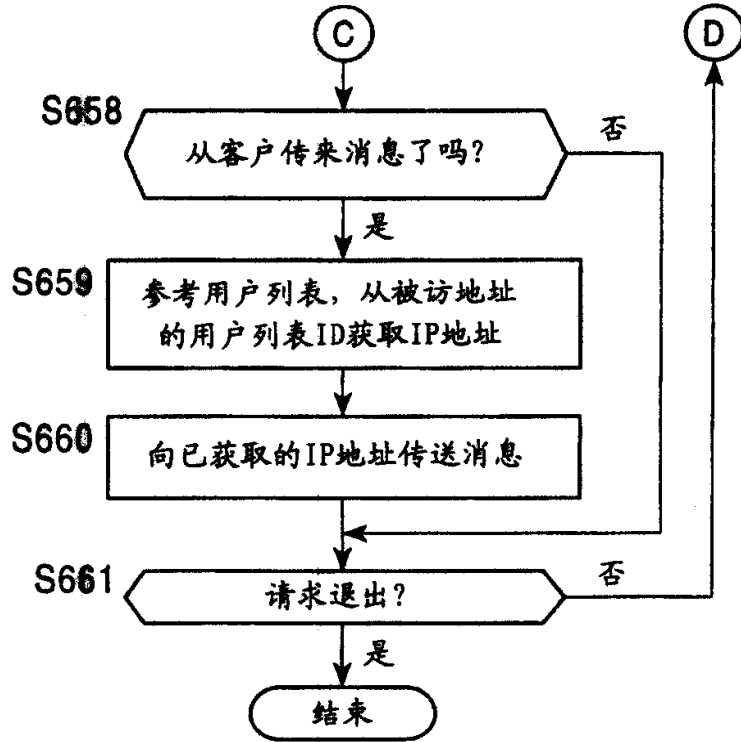 C
D
S658
从客户传来消息了吗?
否
是
S659
参考用户列表，从被访地址
的用户列表ID获取IP地址
S660
向已获取的IP地址传送消息
S661
请求退出?
否
是
结束